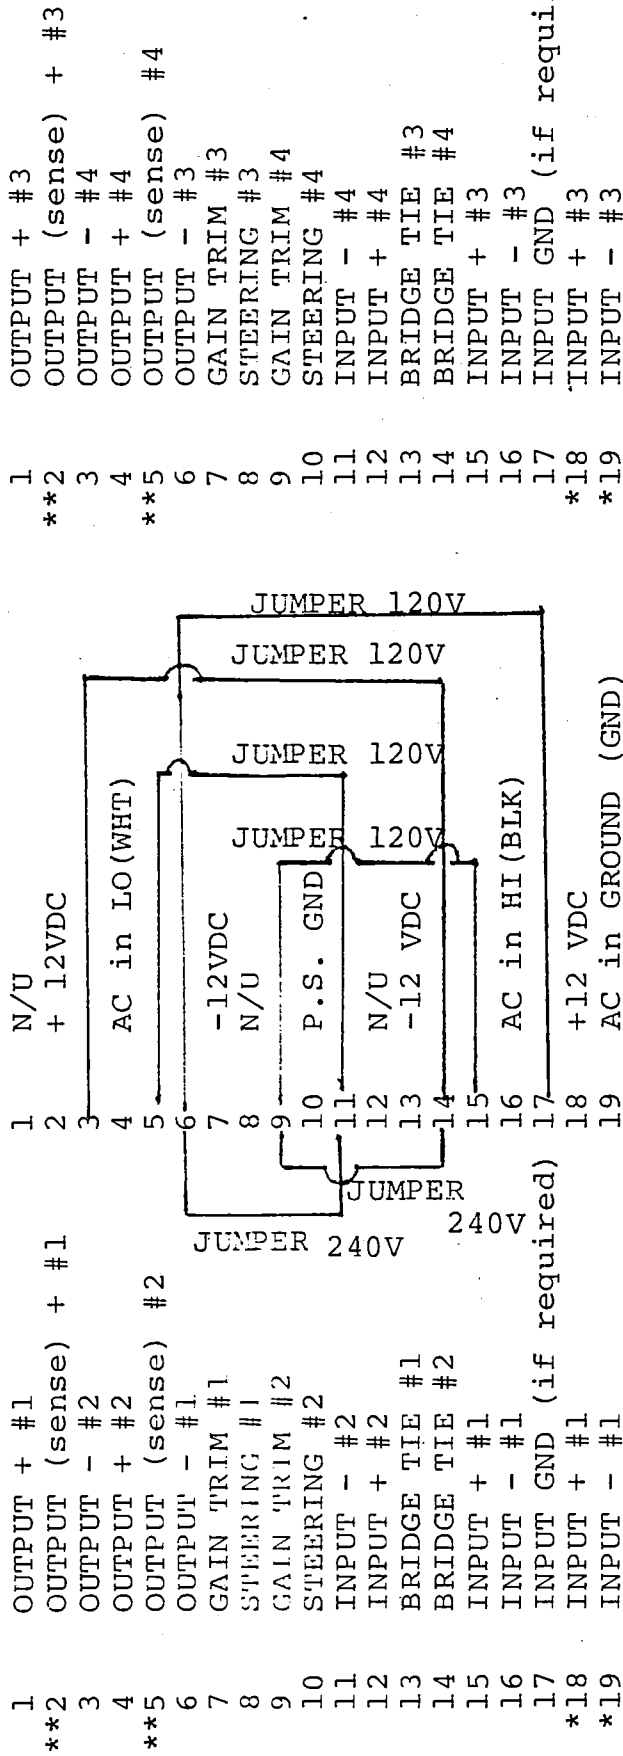 1 OUTPUT + #1
**2 OUTPUT (sense) + #1
3 OUTPUT - #2
4 OUTPUT + #2
**5 OUTPUT (sense) #2
6 OUTPUT - #1
7 GAIN TRIM #1
8 STEERING #1
9 GAIN TRIM #2
10 STEERING #2
11 INPUT - #2
12 INPUT + #2
13 BRIDGE TIE #1
14 BRIDGE TIE #2
15 INPUT + #1
16 INPUT - #1
17 INPUT GND (if required)
*18 INPUT + #1
*19 INPUT - #1
1 N/U
2 + 12VDC
3
4 AC in LO(WHT)
5
6
7 -12VDC
8 N/U
9
10 P.S. GND
11
12 N/U
13 -12 VDC
14
15
16 AC in HI(BLK)
17
18 +12 VDC
19 AC in GROUND (GND)
JUMPER 120V
JUMPER 120V
JUMPER 120V
JUMPER 120V
JUMPER 240V
JUMPER 240V
1 OUTPUT + #3
**2 OUTPUT (sense) + #3
3 OUTPUT - #4
4 OUTPUT + #4
**5 OUTPUT (sense) #4
6 OUTPUT - #3
7 GAIN TRIM #3
8 STEERING #3
9 GAIN TRIM #4
10 STEERING #4
11 INPUT - #4
12 INPUT + #4
13 BRIDGE TIE #3
14 BRIDGE TIE #4
15 INPUT + #3
16 INPUT - #3
17 INPUT GND (if requi
*18 INPUT + #3
*19 INPUT - #3